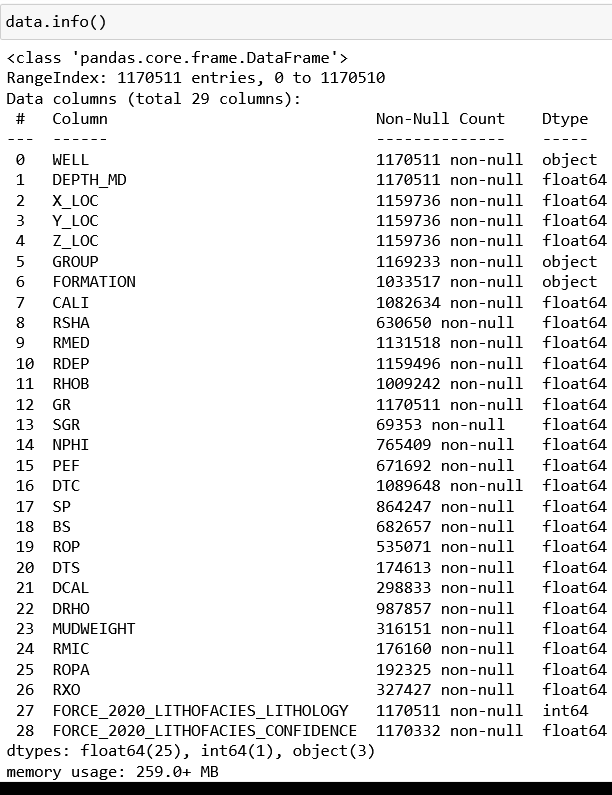 data.info()
<class 'pandas.core.frame.DataFrame'>
RangeIndex: 1170511 entries, 0 to 1170510
Data columns (total 29 columns):
 #   Column                             Non-Null Count    Dtype
---  ------                             --------------    -----
 0   WELL                               1170511 non-null  object
 1   DEPTH_MD                           1170511 non-null  float64
 2   X_LOC                              1159736 non-null  float64
 3   Y_LOC                              1159736 non-null  float64
 4   Z_LOC                              1159736 non-null  float64
 5   GROUP                              1169233 non-null  object
 6   FORMATION                          1033517 non-null  object
 7   CALI                               1082634 non-null  float64
 8   RSHA                               630650 non-null   float64
 9   RMED                               1131518 non-null  float64
 10  RDEP                               1159496 non-null  float64
 11  RHOB                               1009242 non-null  float64
 12  GR                                 1170511 non-null  float64
 13  SGR                                69353 non-null    float64
 14  NPHI                               765409 non-null   float64
 15  PEF                                671692 non-null   float64
 16  DTC                                1089648 non-null  float64
 17  SP                                 864247 non-null   float64
 18  BS                                 682657 non-null   float64
 19  ROP                                535071 non-null   float64
 20  DTS                                174613 non-null   float64
 21  DCAL                               298833 non-null   float64
 22  DRHO                               987857 non-null   float64
 23  MUDWEIGHT                          316151 non-null   float64
 24  RMIC                               176160 non-null   float64
 25  ROPA                               192325 non-null   float64
 26  RXO                                327427 non-null   float64
 27  FORCE_2020_LITHOFACIES_LITHOLOGY   1170511 non-null  int64
 28  FORCE_2020_LITHOFACIES_CONFIDENCE  1170332 non-null  float64
dtypes: float64(25), int64(1), object(3)
memory usage: 259.0+ MB